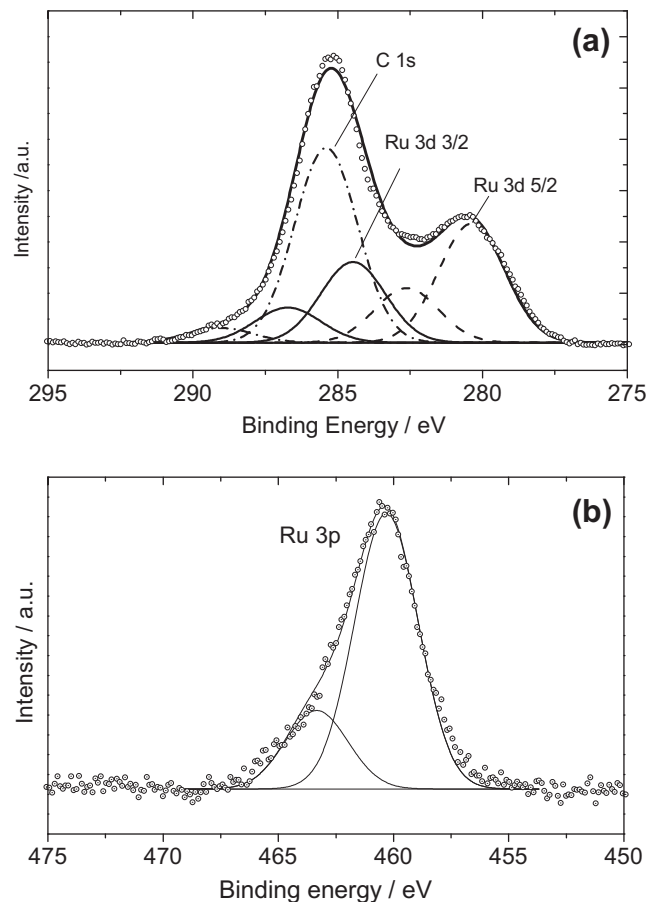 (a)
C 1s
Ru 3d 3/2
Ru 3d 5/2
Intensity /a.u.
295 290 285 280 275
Binding Energy / eV
(b)
Ru 3p
Intensity / a.u.
475 470 465 460 455 450
Binding energy / eV